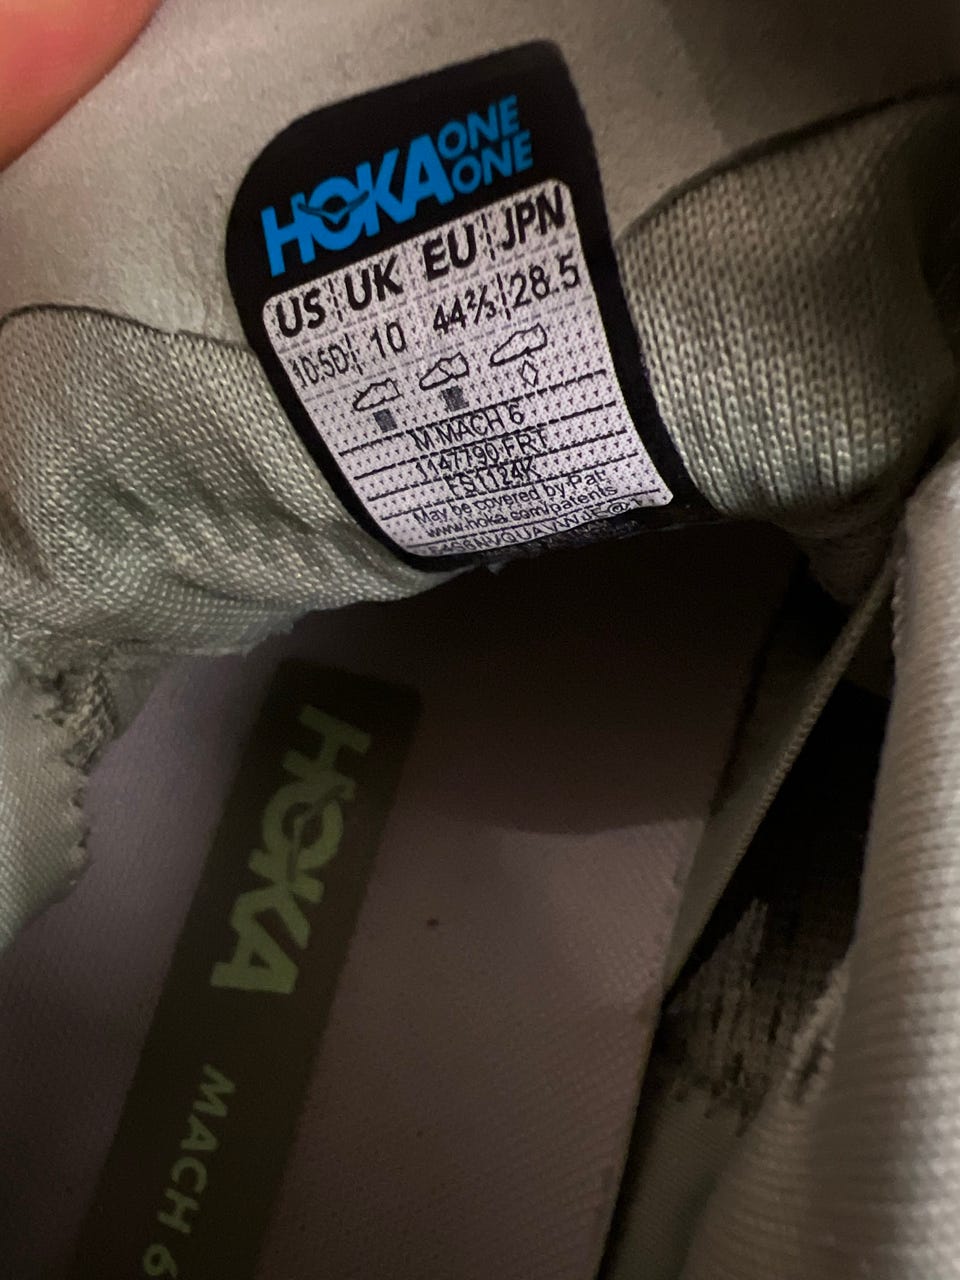 HOKA ONE ONE
US UK EU JPN
10.5D 10 44⅔ 28.5
M MACH 6
1147790 FRT
FS1124K
May be covered by Pat:
www.hoka.com/patents
HOKA
MACH 6